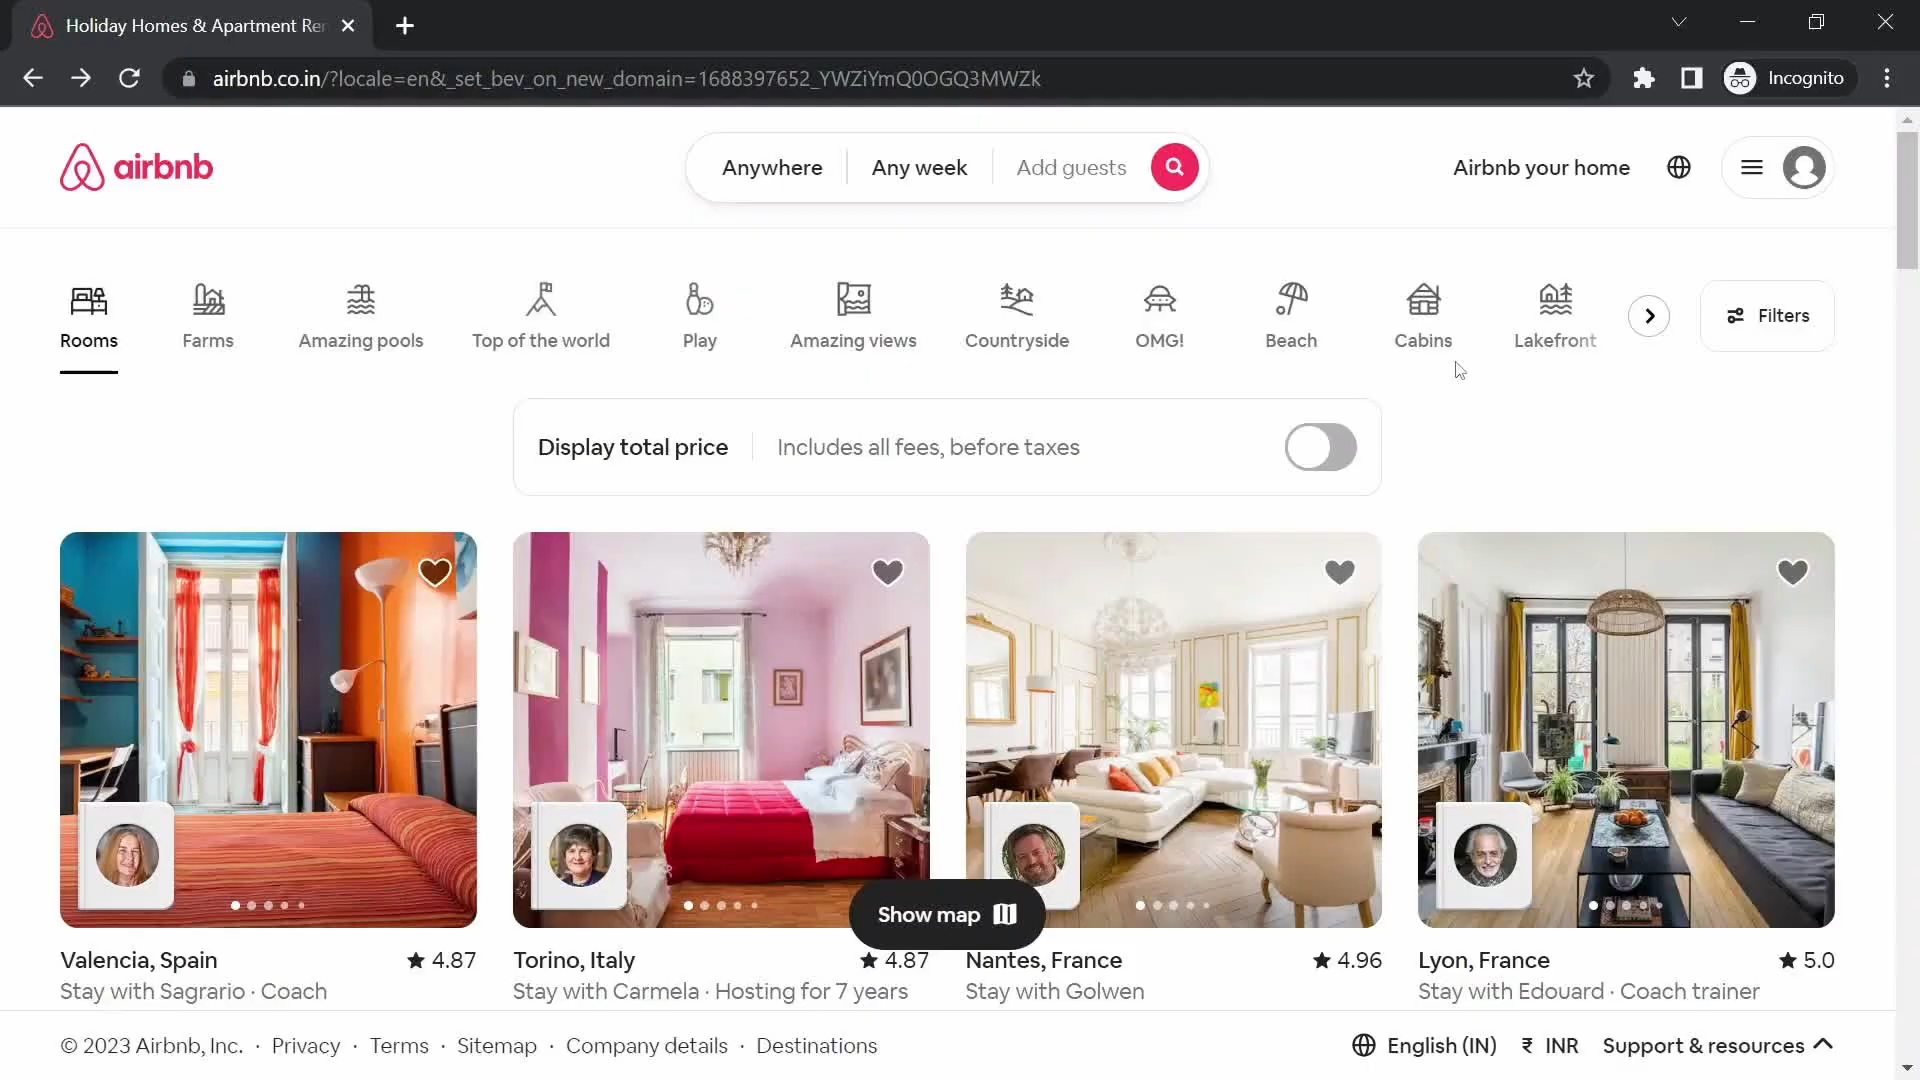 Holiday Homes & Apartment Ren
airbnb.co.in/?locale=en&_set_bev_on_new_domain=1688397652_YWZiYmQ0OGQ3MWZk
Incognito
airbnb
Anywhere
Any week
Add guests
Airbnb your home
Rooms
Farms
Amazing pools
Top of the world
Play
Amazing views
Countryside
OMG!
Beach
Cabins
Lakefront
Filters
Display total price
Includes all fees, before taxes
Show map
Valencia, Spain
4.87
Stay with Sagrario · Coach
Torino, Italy
4.87
Stay with Carmela · Hosting for 7 years
Nantes, France
4.96
Stay with Golwen
Lyon, France
5.0
Stay with Edouard · Coach trainer
© 2023 Airbnb, Inc. · Privacy · Terms · Sitemap · Company details · Destinations
English (IN)
₹ INR
Support & resources